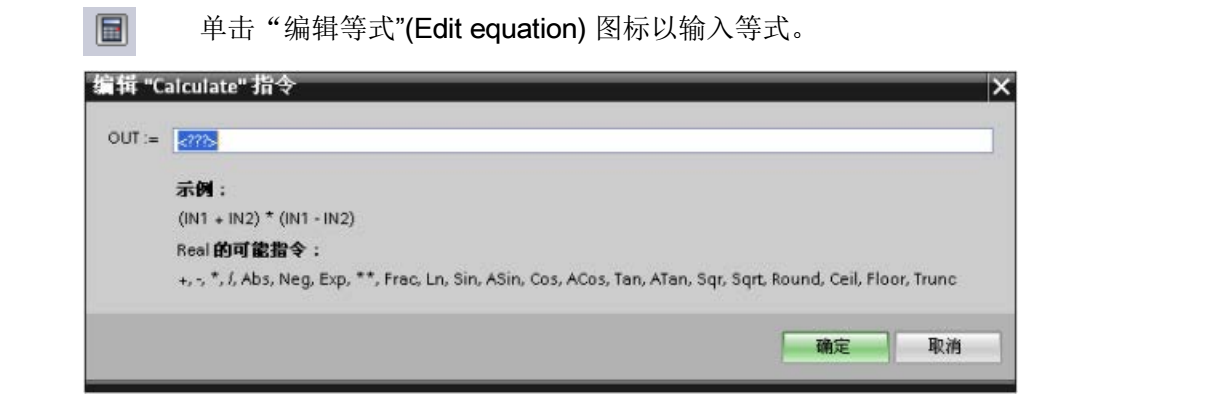 单击“编辑等式”(Edit equation) 图标以输入等式。
编辑 "Calculate" 指令
OUT := <???>
示例：
(IN1 + IN2) * (IN1 - IN2)
Real 的可能指令：
+, -, *, /, Abs, Neg, Exp, **, Frac, Ln, Sin, ASin, Cos, ACos, Tan, ATan, Sqr, Sqrt, Round, Ceil, Floor, Trunc
确定 取消